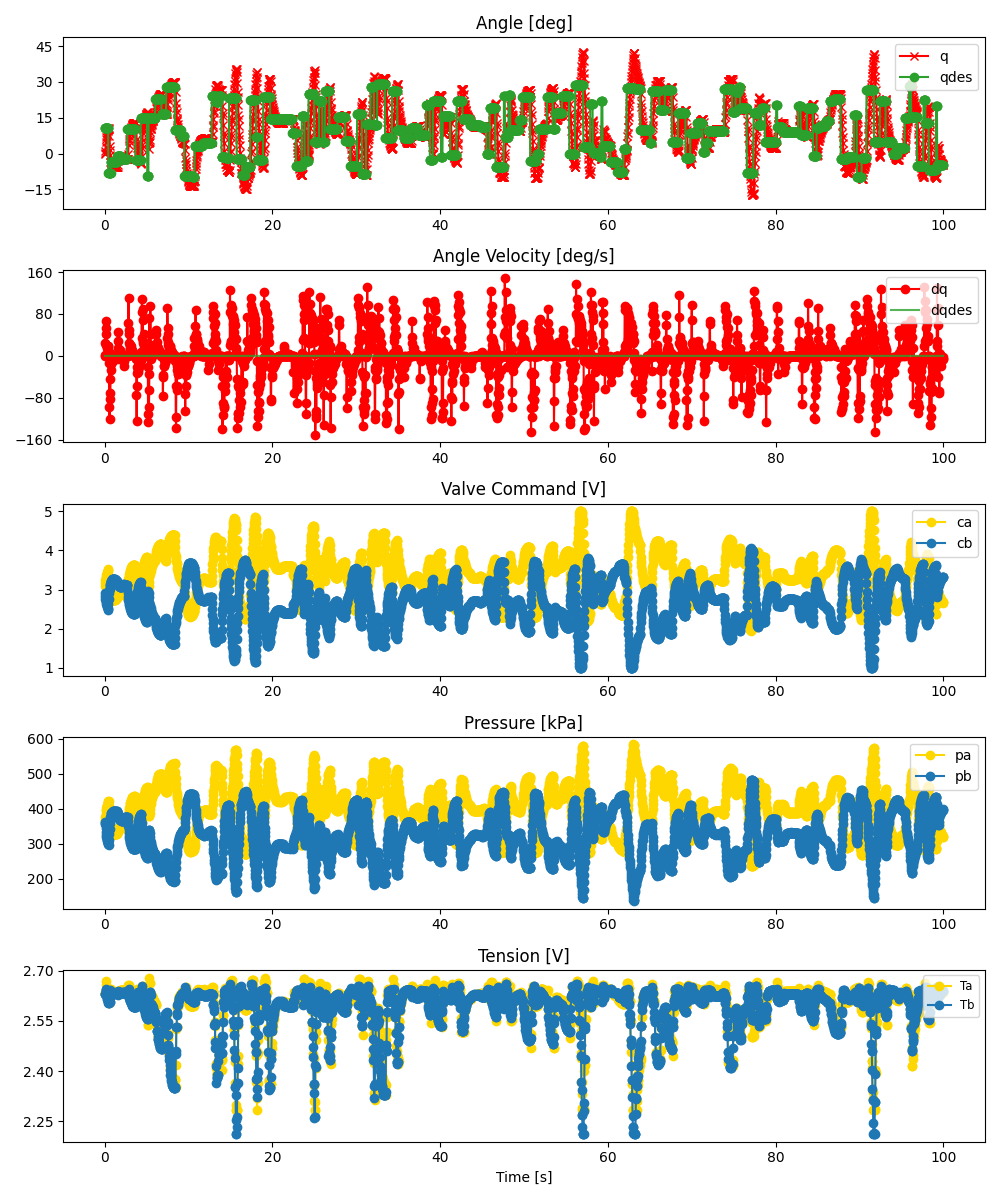 Angle [deg]
45
30
15
0
−15
q
qdes
0 20 40 60 80 100
Angle Velocity [deg/s]
160
80
0
−80
−160
dq
dqdes
0 20 40 60 80 100
Valve Command [V]
5
4
3
2
1
ca
cb
0 20 40 60 80 100
Pressure [kPa]
600
500
400
300
200
pa
pb
0 20 40 60 80 100
Tension [V]
2.70
2.55
2.40
2.25
Ta
Tb
0 20 40 60 80 100
Time [s]